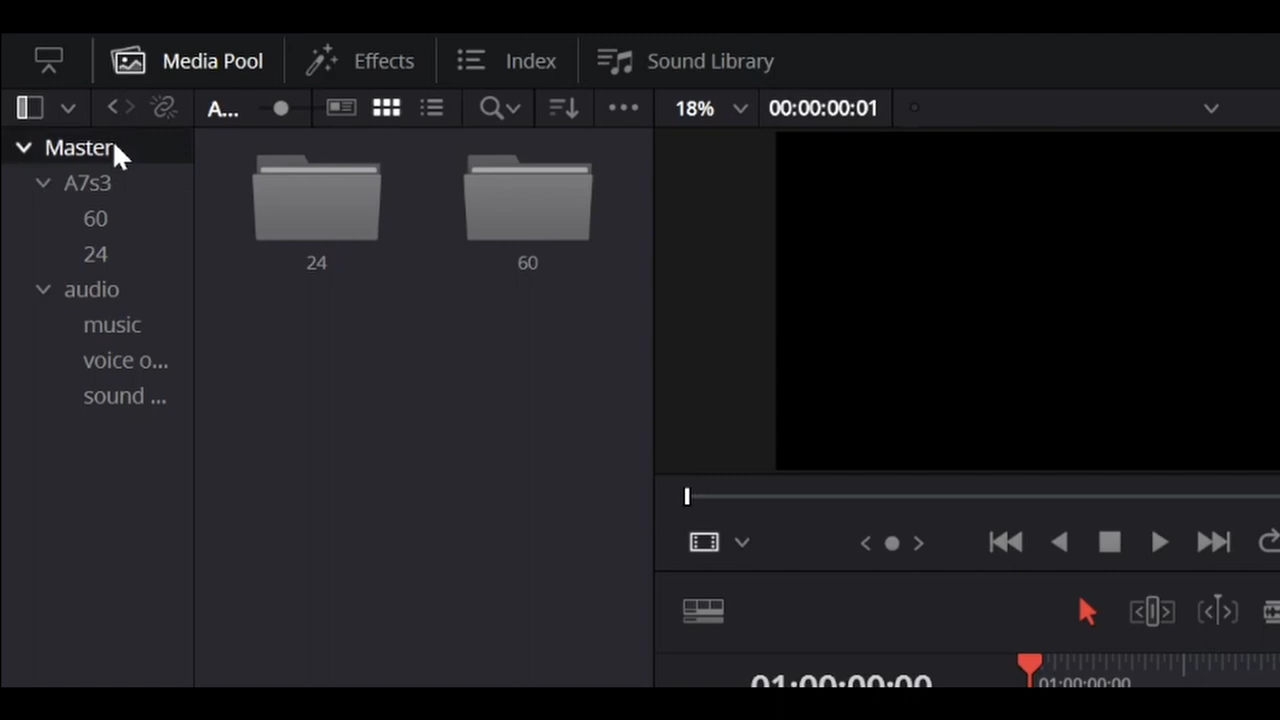 Media Pool Effects Index Sound Library
A... 18% 00:00:00:01
Master
A7s3
60
24
audio
music
voice o...
sound ...
24 60
01:00:00:00 01:00:00:00